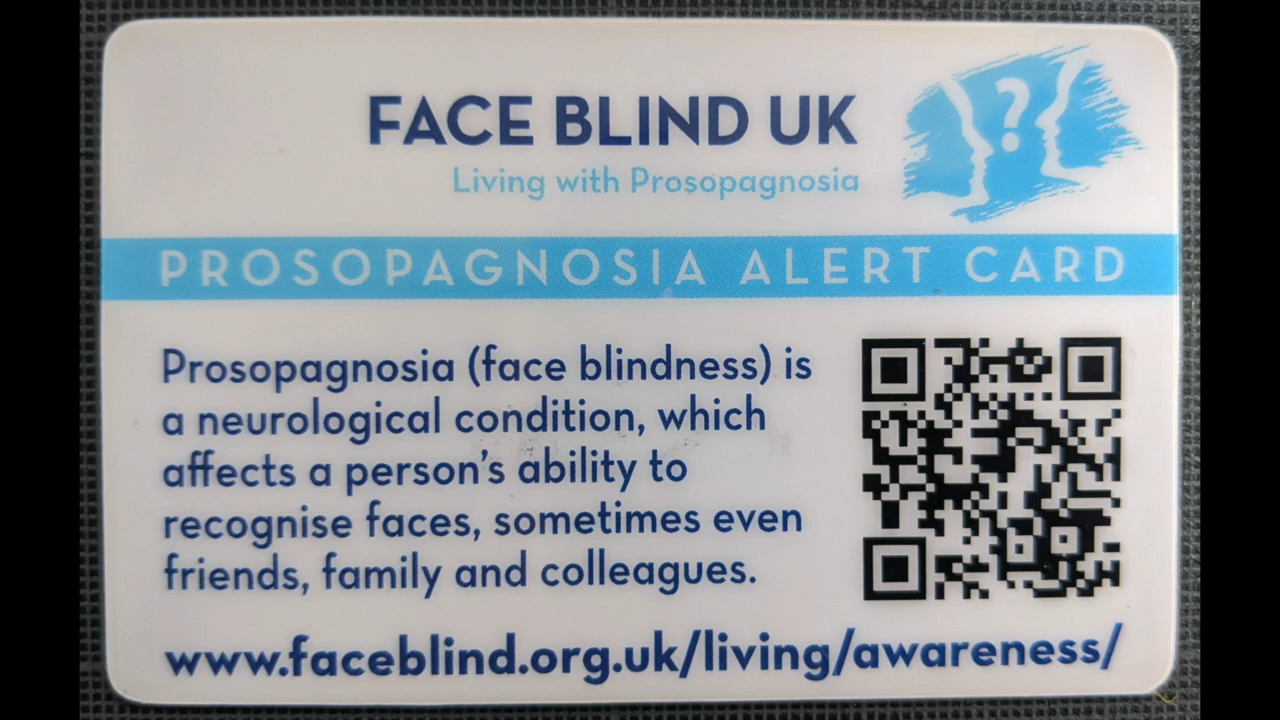 FACE BLIND UK
Living with Prosopagnosia
?
PROSOPAGNOSIA ALERT CARD
Prosopagnosia (face blindness) is
a neurological condition, which
affects a person's ability to
recognise faces, sometimes even
friends, family and colleagues.
www.faceblind.org.uk/living/awareness/